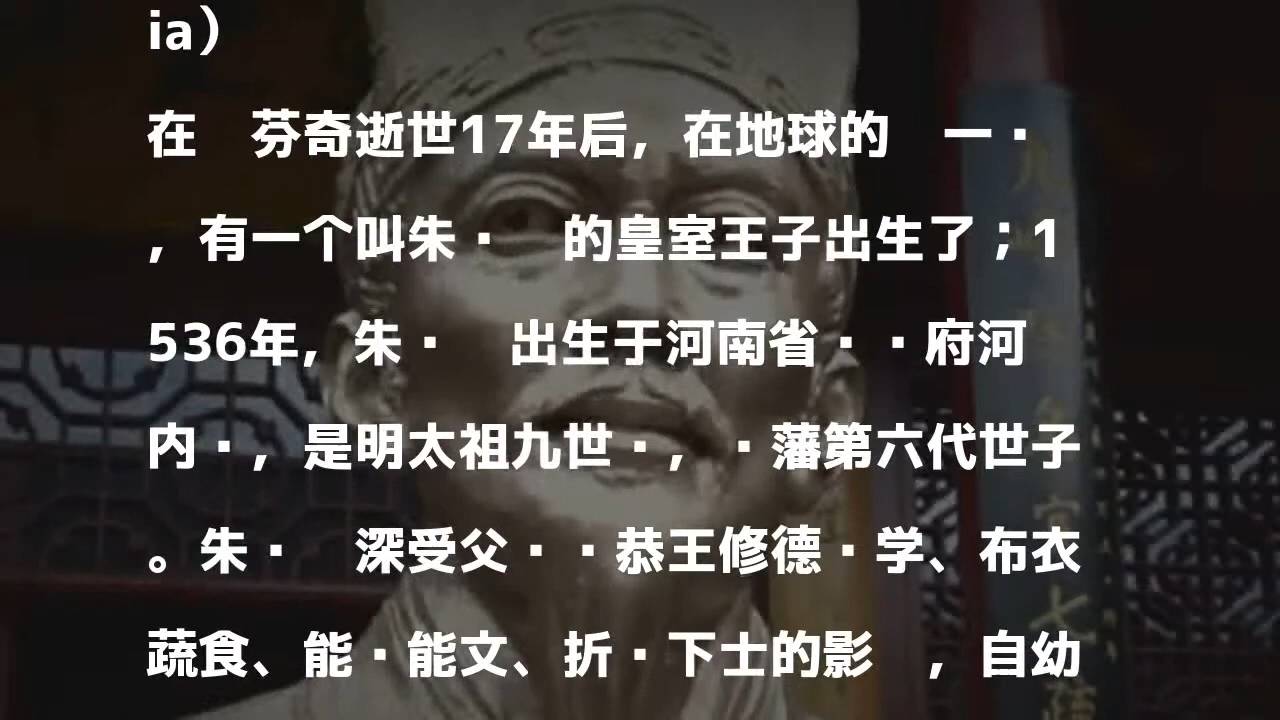 ia）
在　芬奇逝世17年后，在地球的　一·
，有一个叫朱·　的皇室王子出生了；1
536年，朱·　出生于河南省··府河
内·，是明太祖九世·，·藩第六代世子
。朱·　深受父··恭王修德·学、布衣
蔬食、能·能文、折·下士的影　，自幼